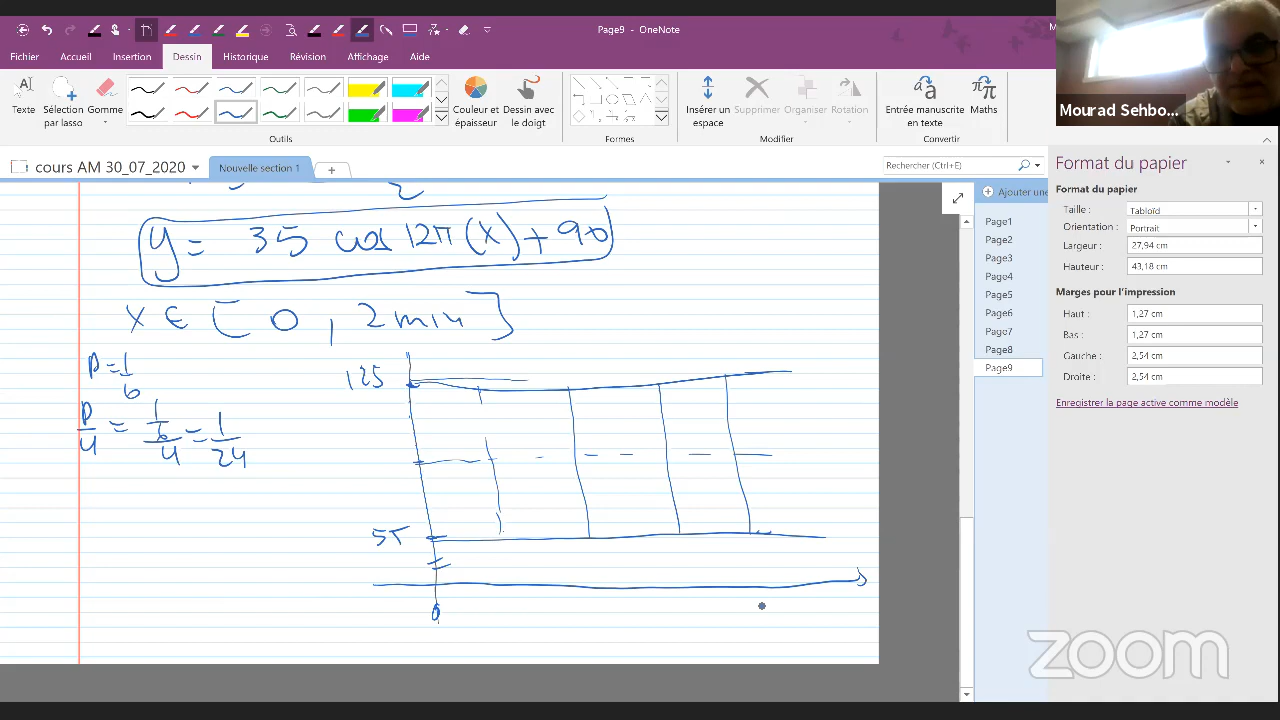 Page9 - OneNote
M
Fichier Accueil Insertion Dessin Historique Révision Affichage Aide
Texte Sélection par lasso Gomme
Couleur et épaisseur Dessin avec le doigt
Insérer un espace Supprimer Organiser Rotation
Entrée manuscrite en texte Maths
Outils Formes Modifier Convertir
Mourad Sehbo...
cours AM 30_07_2020 Nouvelle section 1 +
Rechercher (Ctrl+E)
Ajouter une
Page1
Page2
Page3
Page4
Page5
Page6
Page7
Page8
Page9
Format du papier
Format du papier
Taille : Tabloïd
Orientation : Portrait
Largeur : 27,94 cm
Hauteur : 43,18 cm
Marges pour l'impression
Haut : 1,27 cm
Bas : 1,27 cm
Gauche : 2,54 cm
Droite : 2,54 cm
Enregistrer la page active comme modèle
2
y = 35 cos 12π (x) + 90
x ∈ [ 0 , 2 min ]
P = 1/6
P/4 = 1/6/4 = 1/24
125
55
0
zoom